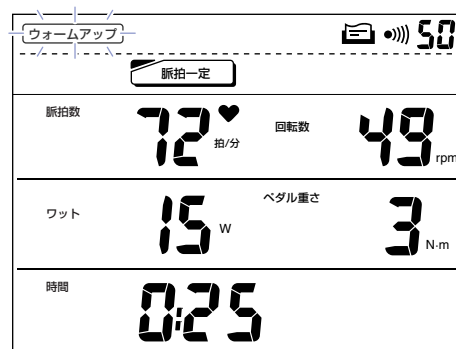 ウォームアップ 50
脈拍一定
脈拍数 72 拍/分 回転数 49 rpm
ワット 15 W ペダル重さ 3 N·m
時間 0:25